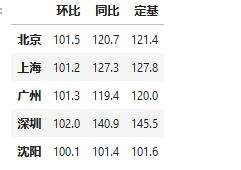 环比 同比 定基
北京 101.5 120.7 121.4
上海 101.2 127.3 127.8
广州 101.3 119.4 120.0
深圳 102.0 140.9 145.5
沈阳 100.1 101.4 101.6